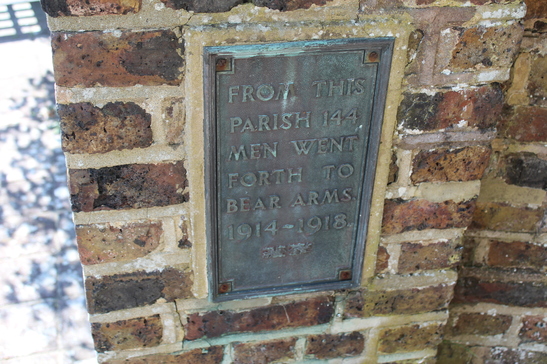 FROM THIS
PARISH 144
MEN WENT
FORTH TO
BEAR ARMS.
1914-1918.